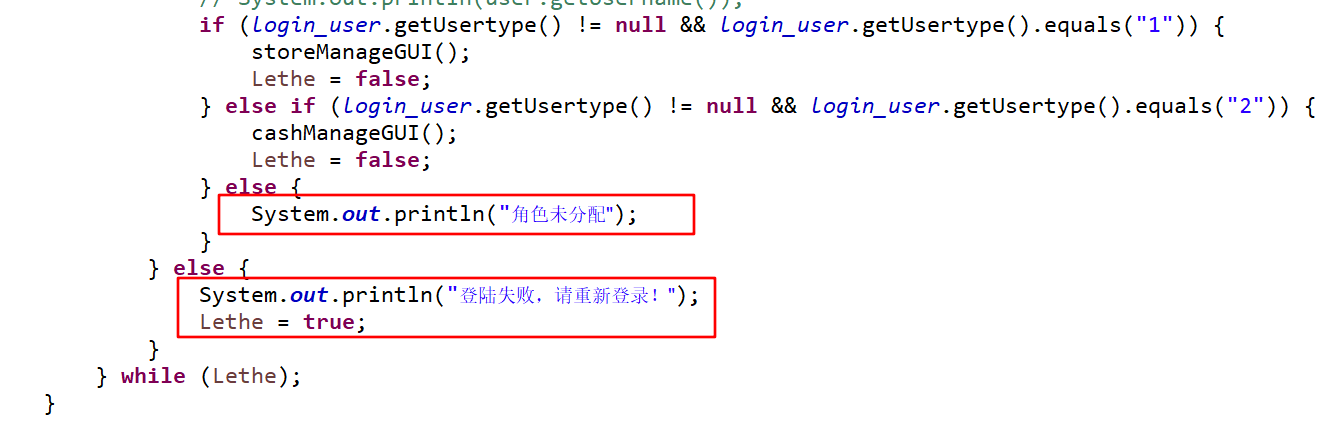 // System.out.println(user.getUsername());
if (login_user.getUsertype() != null && login_user.getUsertype().equals("1")) {
storeManageGUI();
Lethe = false;
} else if (login_user.getUsertype() != null && login_user.getUsertype().equals("2")) {
cashManageGUI();
Lethe = false;
} else {
System.out.println("角色未分配");
}
} else {
System.out.println("登陆失败，请重新登录！");
Lethe = true;
}
} while (Lethe);
}